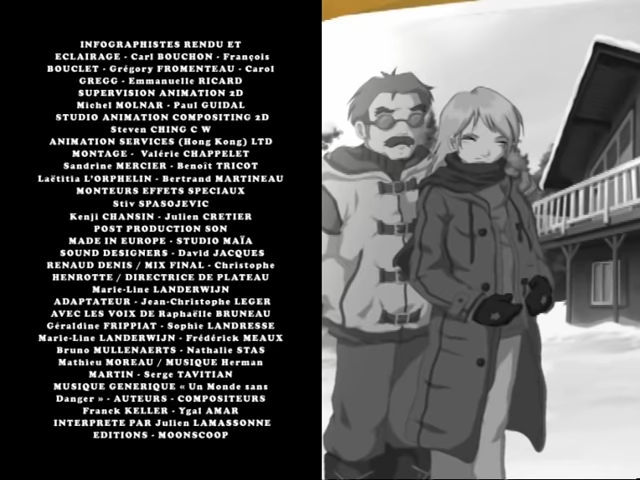 INFOGRAPHISTES RENDU ET
ECLAIRAGE - Carl BOUCHON - François
BOUCLET - Grégory FROMENTEAU - Carol
GREGG - Emmanuelle RICARD
SUPERVISION ANIMATION 2D
Michel MOLNAR - Paul GUIDAL
STUDIO ANIMATION COMPOSITING 2D
Steven CHING C W
ANIMATION SERVICES (Hong Kong) LTD
MONTAGE - Valérie CHAPPELET
Sandrine MERCIER - Benoît TRICOT
Laëtitia L'ORPHELIN - Bertrand MARTINEAU
MONTEURS EFFETS SPECIAUX
Stiv SPASOJEVIC
Kenji CHANSIN - Julien CRETIER
POST PRODUCTION SON
MADE IN EUROPE - STUDIO MAÏA
SOUND DESIGNERS - David JACQUES
RENAUD DENIS / MIX FINAL - Christophe
HENROTTE / DIRECTRICE DE PLATEAU
Marie-Line LANDERWIJN
ADAPTATEUR - Jean-Christophe LEGER
AVEC LES VOIX DE Raphaëlle BRUNEAU
Géraldine FRIPPIAT - Sophie LANDRESSE
Marie-Line LANDERWIJN - Frédérick MEAUX
Bruno MULLENAERTS - Nathalie STAS
Mathieu MOREAU / MUSIQUE Herman
MARTIN - Serge TAVITIAN
MUSIQUE GENERIQUE « Un Monde sans
Danger » - AUTEURS - COMPOSITEURS
Franck KELLER - Ygal AMAR
INTERPRETE PAR Julien LAMASSONNE
EDITIONS - MOONSCOOP